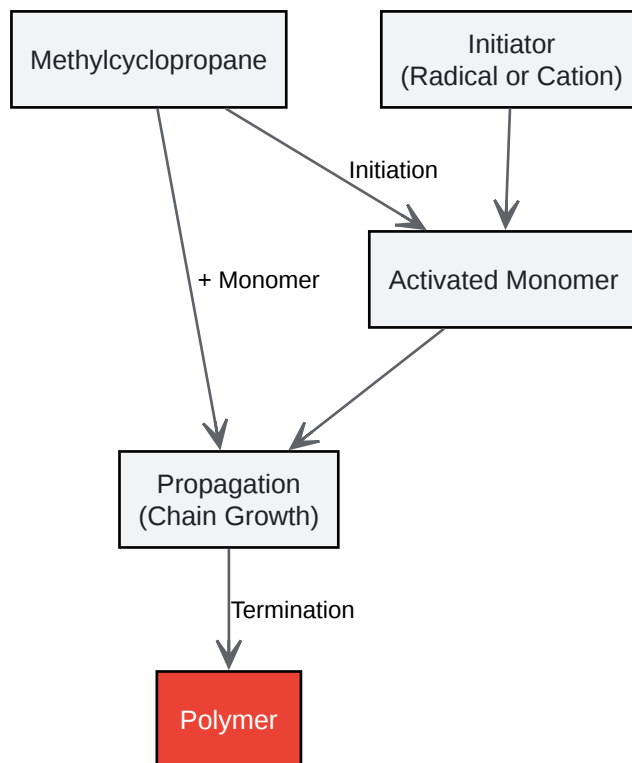 Methylcyclopropane
Initiator
(Radical or Cation)
Initiation
Activated Monomer
+ Monomer
Propagation
(Chain Growth)
Termination
Polymer